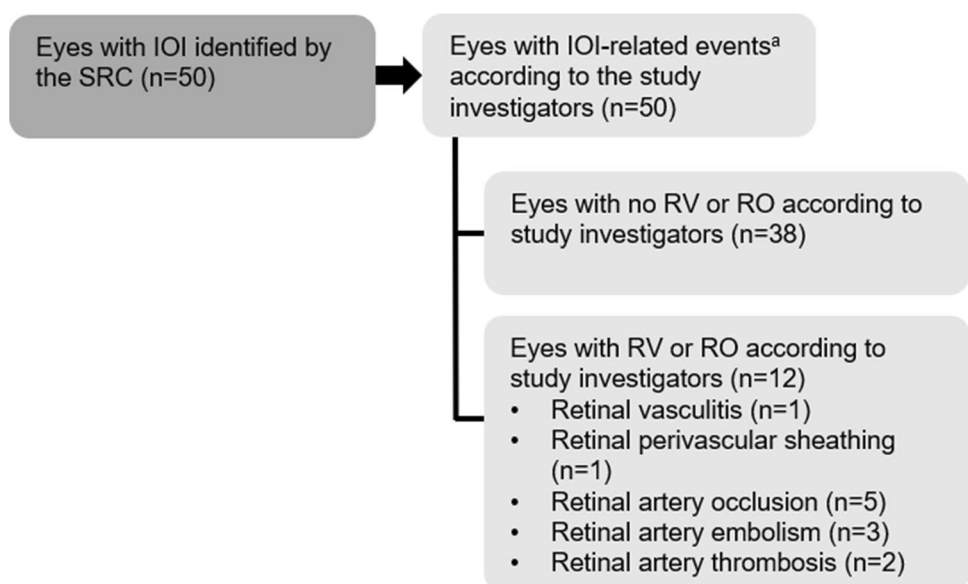 Eyes with IOI identified by
the SRC (n=50)
Eyes with IOI-related eventsᵃ
according to the study
investigators (n=50)
Eyes with no RV or RO according to
study investigators (n=38)
Eyes with RV or RO according to
study investigators (n=12)
• Retinal vasculitis (n=1)
• Retinal perivascular sheathing
(n=1)
• Retinal artery occlusion (n=5)
• Retinal artery embolism (n=3)
• Retinal artery thrombosis (n=2)